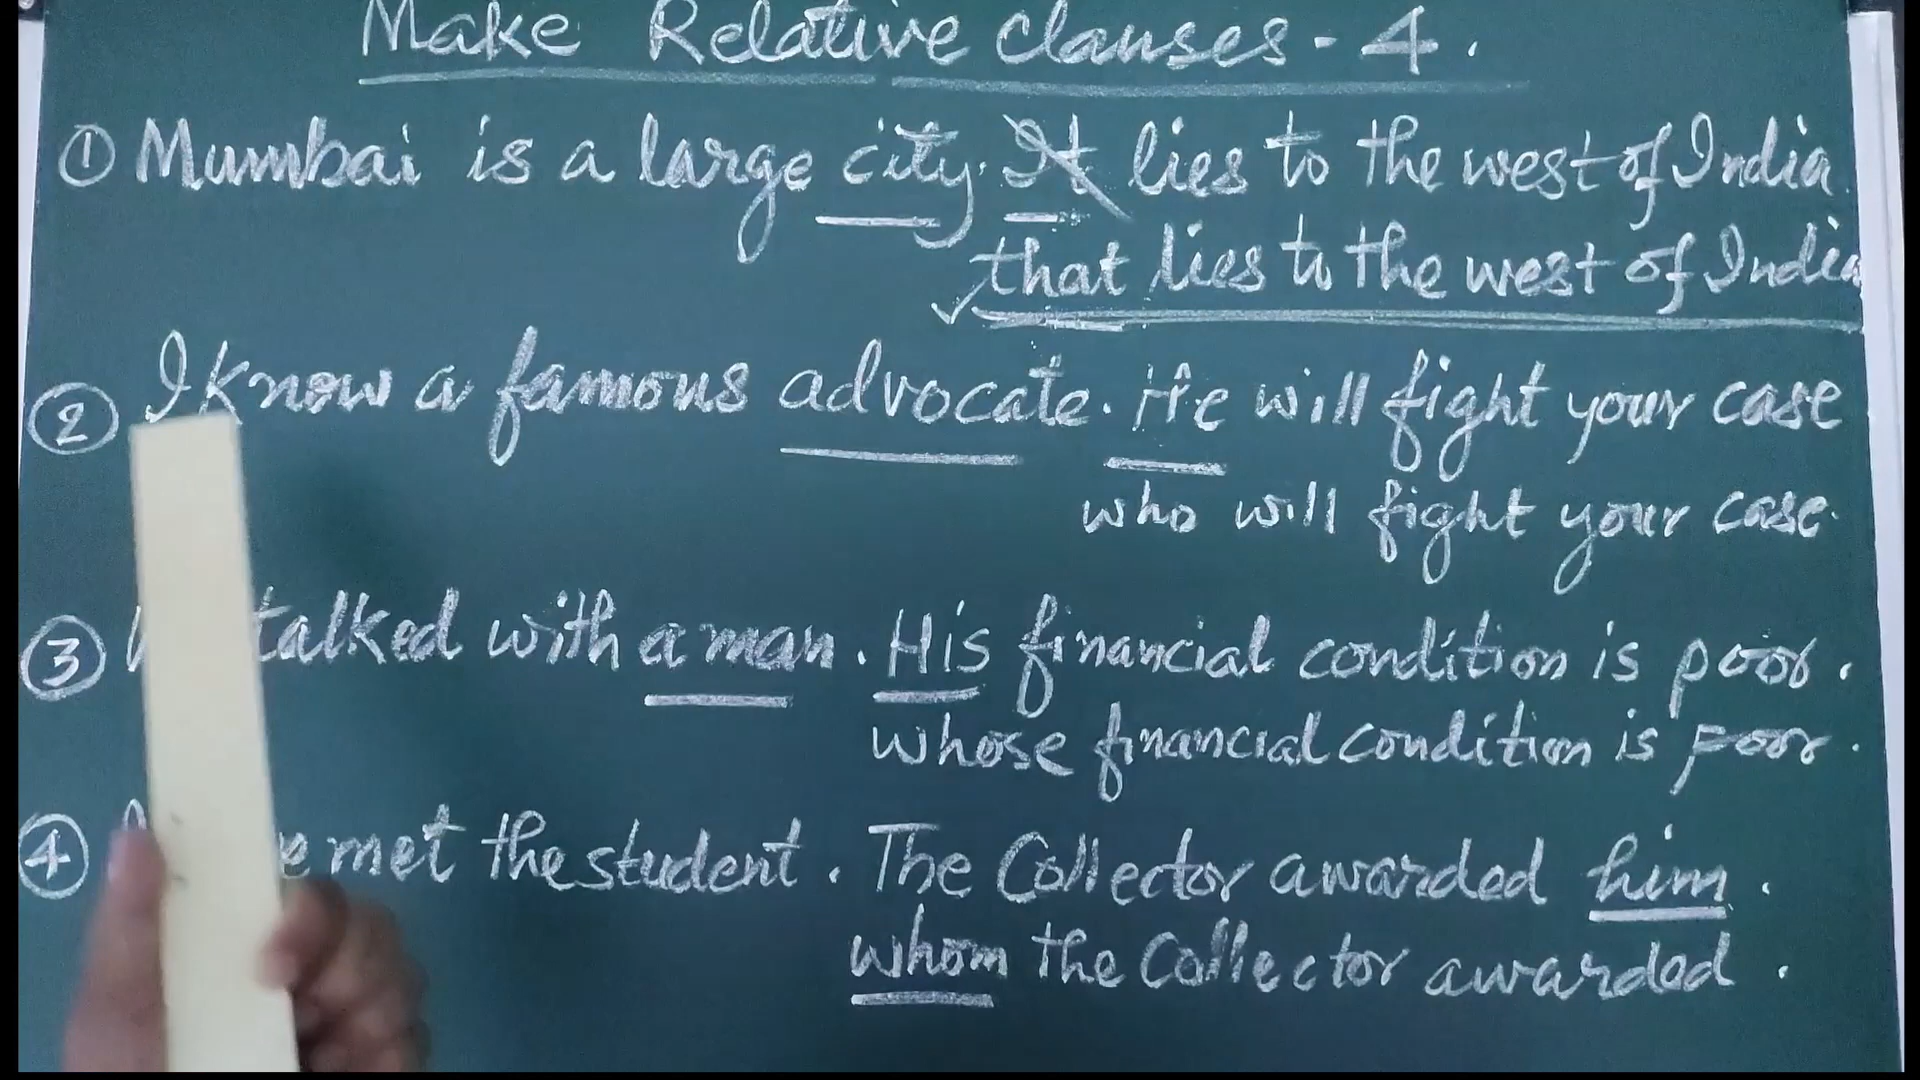 Make Relative clauses - 4.
① Mumbai is a large city. It lies to the west of India.
that lies to the west of India
② I know a famous advocate. He will fight your case
who will fight your case.
③ talked with a man. His financial condition is poor.
whose financial condition is poor.
④ met the student. The Collector awarded him.
whom the Collector awarded.